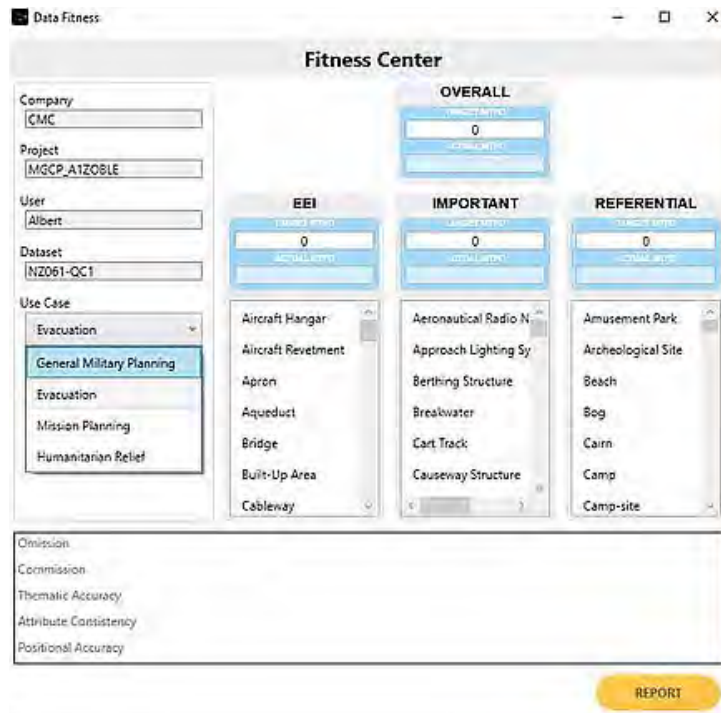 Data Fitness
Fitness Center
Company
CMC
Project
MGCP_A1ZOBLE
User
Albert
Dataset
NZ061-QC1
Use Case
Evacuation
General Military Planning
Evacuation
Mission Planning
Humanitarian Relief
OVERALL
0
EEI
0
Aircraft Hangar
Aircraft Revetment
Apron
Aqueduct
Bridge
Built-Up Area
Cableway
IMPORTANT
0
Aeronautical Radio N
Approach Lighting Sy
Berthing Structure
Breakwater
Cart Track
Causeway Structure
REFERENTIAL
0
Amusement Park
Archeological Site
Beach
Bog
Cairn
Camp
Camp-site
Omission
Commission
Thematic Accuracy
Attribute Consistency
Positional Accuracy
REPORT